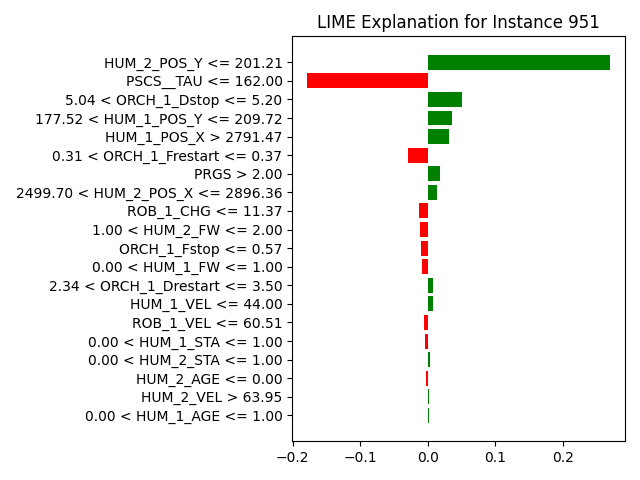 LIME Explanation for Instance 951
HUM_2_POS_Y <= 201.21
PSCS__TAU <= 162.00
5.04 < ORCH_1_Dstop <= 5.20
177.52 < HUM_1_POS_Y <= 209.72
HUM_1_POS_X > 2791.47
0.31 < ORCH_1_Frestart <= 0.37
PRGS > 2.00
2499.70 < HUM_2_POS_X <= 2896.36
ROB_1_CHG <= 11.37
1.00 < HUM_2_FW <= 2.00
ORCH_1_Fstop <= 0.57
0.00 < HUM_1_FW <= 1.00
2.34 < ORCH_1_Drestart <= 3.50
HUM_1_VEL <= 44.00
ROB_1_VEL <= 60.51
0.00 < HUM_1_STA <= 1.00
0.00 < HUM_2_STA <= 1.00
HUM_2_AGE <= 0.00
HUM_2_VEL > 63.95
0.00 < HUM_1_AGE <= 1.00
−0.2 −0.1 0.0 0.1 0.2